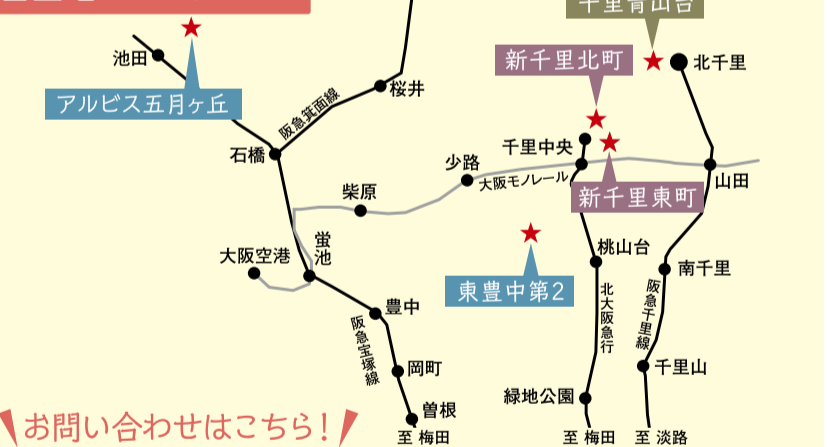 千里青山台
池田
新千里北町
北千里
アルビス五月ヶ丘
桜井
阪急箕面線
石橋
千里中央
少路
大阪モノレール
山田
柴原
新千里東町
蛍池
大阪空港
桃山台
南千里
東豊中第2
豊中
北大阪急行
阪急千里線
阪急宝塚線
岡町
千里山
緑地公園
曽根
お問い合わせはこちら!
至 梅田
至 梅田
至 淡路